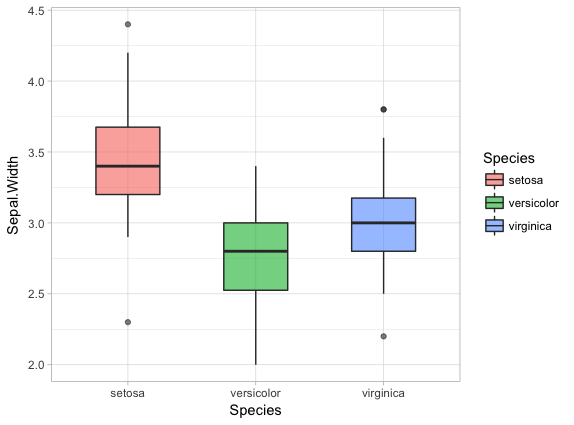 4.5
4.0
3.5
3.0
2.5
2.0
Sepal.Width
setosa
versicolor
virginica
Species
Species
setosa
versicolor
virginica